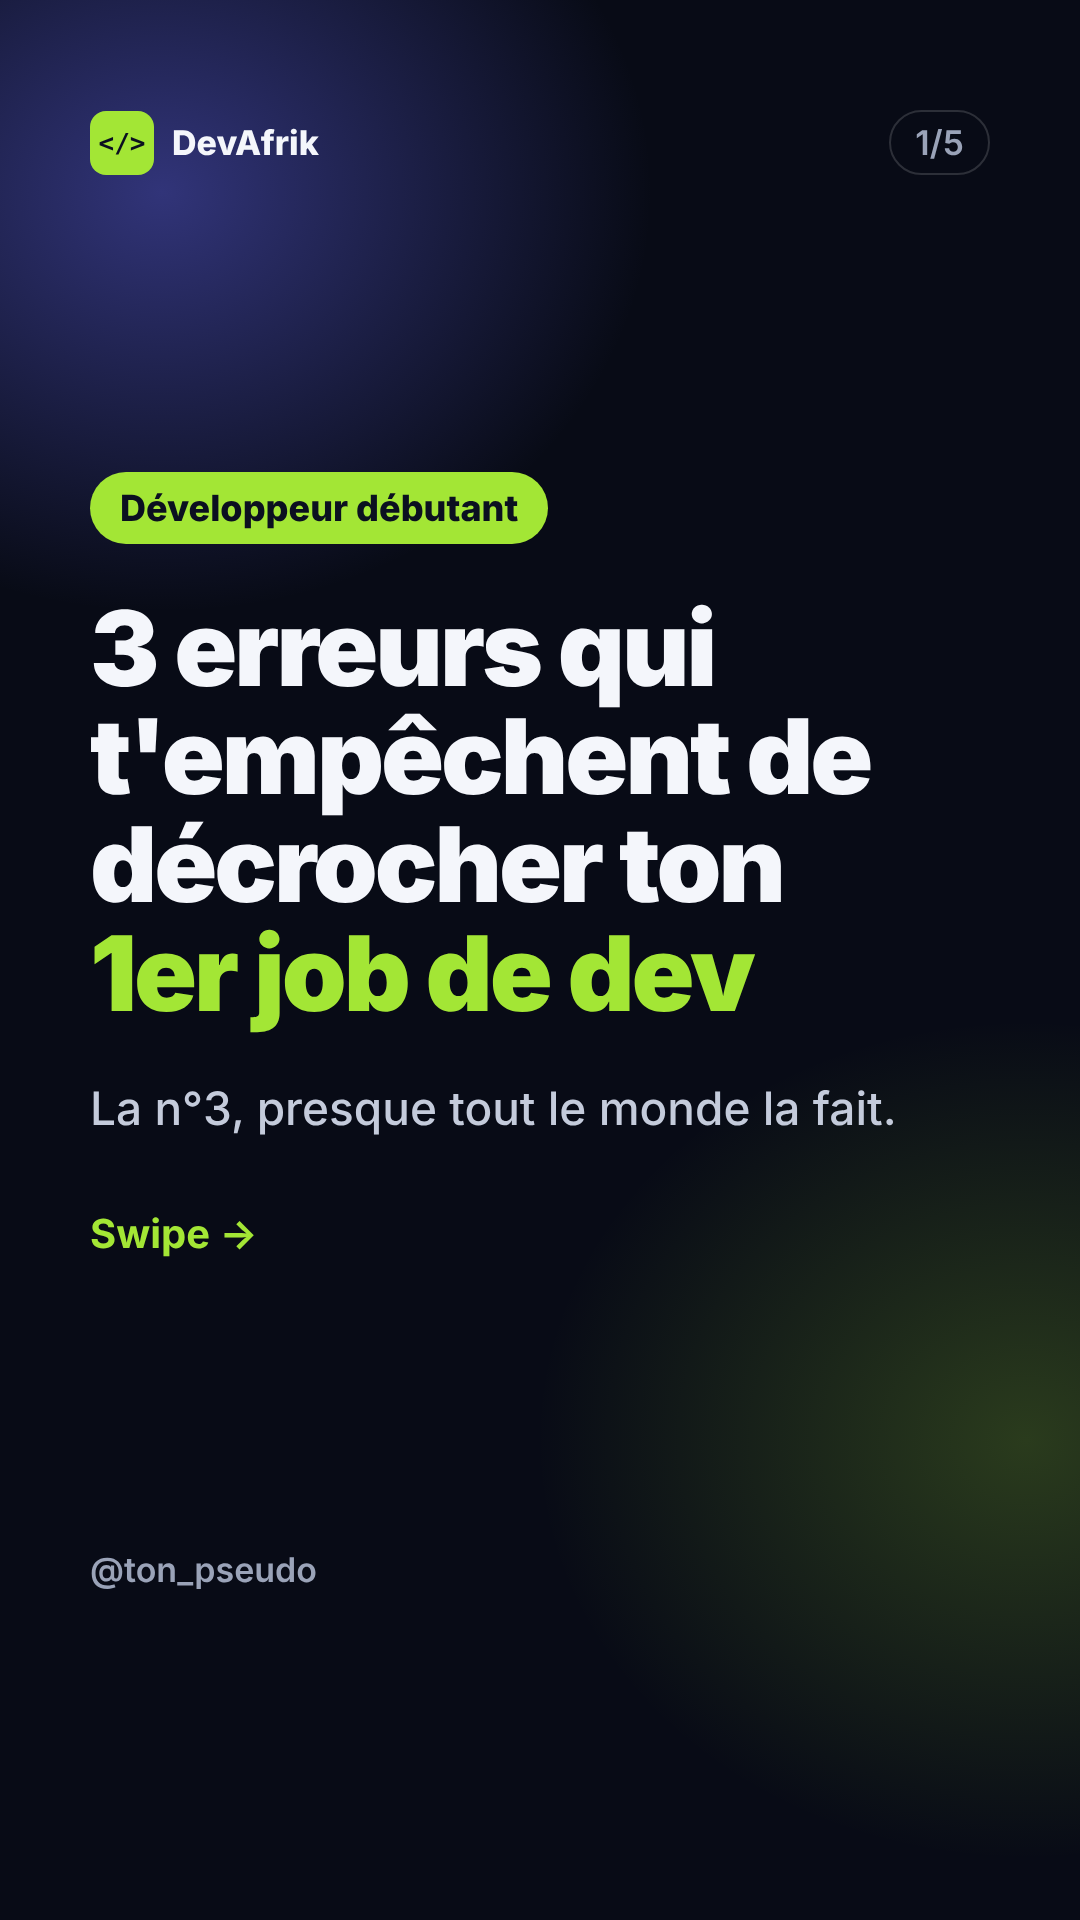 </> DevAfrik
1/5
Développeur débutant
3 erreurs qui
t'empêchent de
décrocher ton
1er job de dev
La n°3, presque tout le monde la fait.
Swipe →
@ton_pseudo